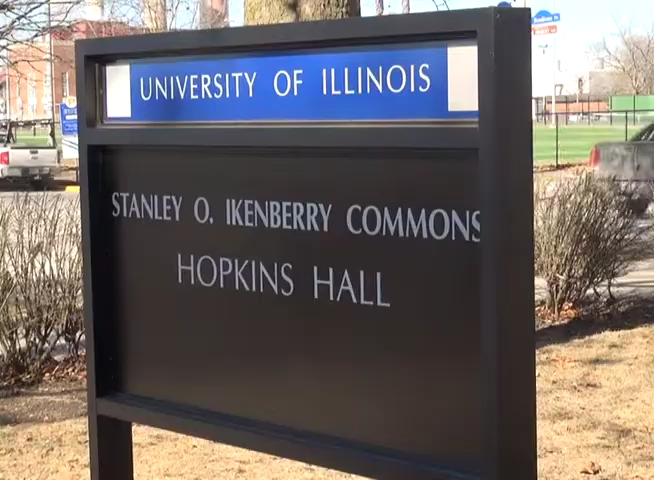 UNIVERSITY OF ILLINOIS
STANLEY O. IKENBERRY COMMONS
HOPKINS HALL